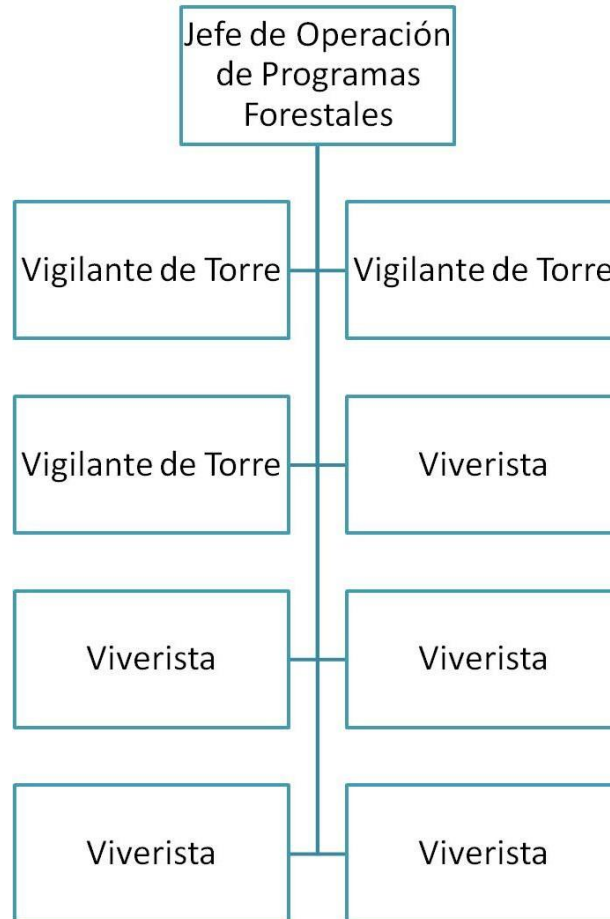 Jefe de Operación
de Programas
Forestales
Vigilante de Torre
Vigilante de Torre
Vigilante de Torre
Viverista
Viverista
Viverista
Viverista
Viverista